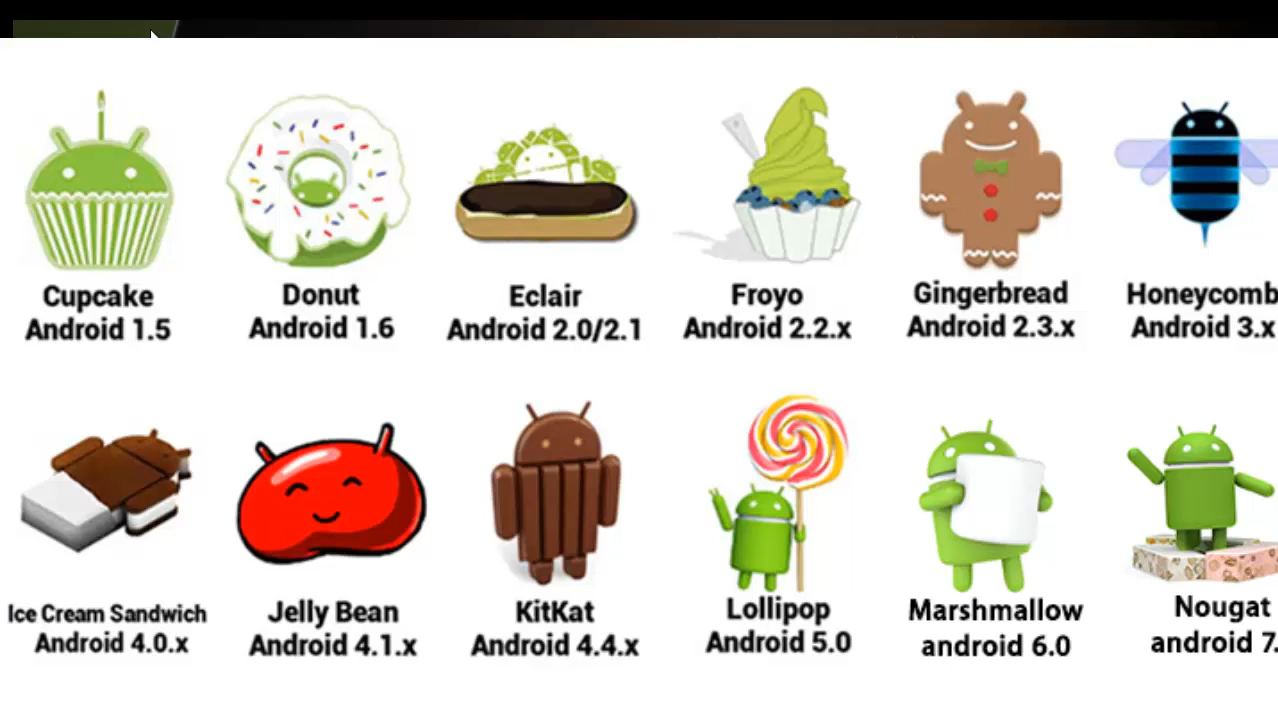 Cupcake
Android 1.5
Donut
Android 1.6
Eclair
Android 2.0/2.1
Froyo
Android 2.2.x
Gingerbread
Android 2.3.x
Honeycomb
Android 3.x
Ice Cream Sandwich
Android 4.0.x
Jelly Bean
Android 4.1.x
KitKat
Android 4.4.x
Lollipop
Android 5.0
Marshmallow
android 6.0
Nougat
android 7.